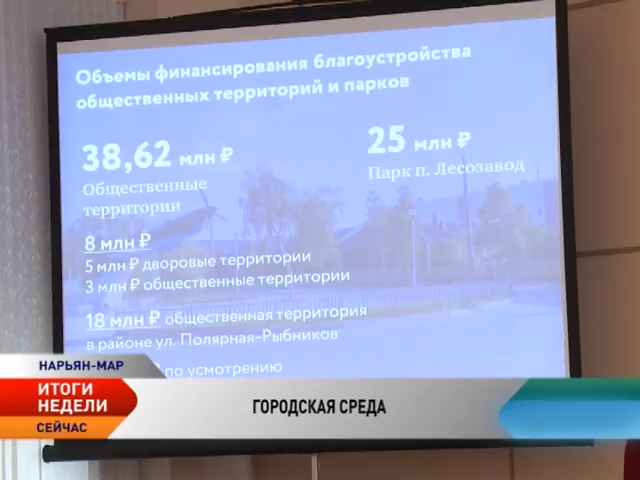 Объемы финансирования благоустройства
общественных территорий и парков
38,62 млн ₽
Общественные
территории
25 млн ₽
Парк п. Лесозавод
8 млн ₽
5 млн ₽ дворовые территории
3 млн ₽ общественные территории
18 млн ₽ общественная территория
в районе ул. Полярная-Рыбников
по усмотрению
НАРЬЯН-МАР
ИТОГИ
НЕДЕЛИ
СЕЙЧАС
ГОРОДСКАЯ СРЕДА